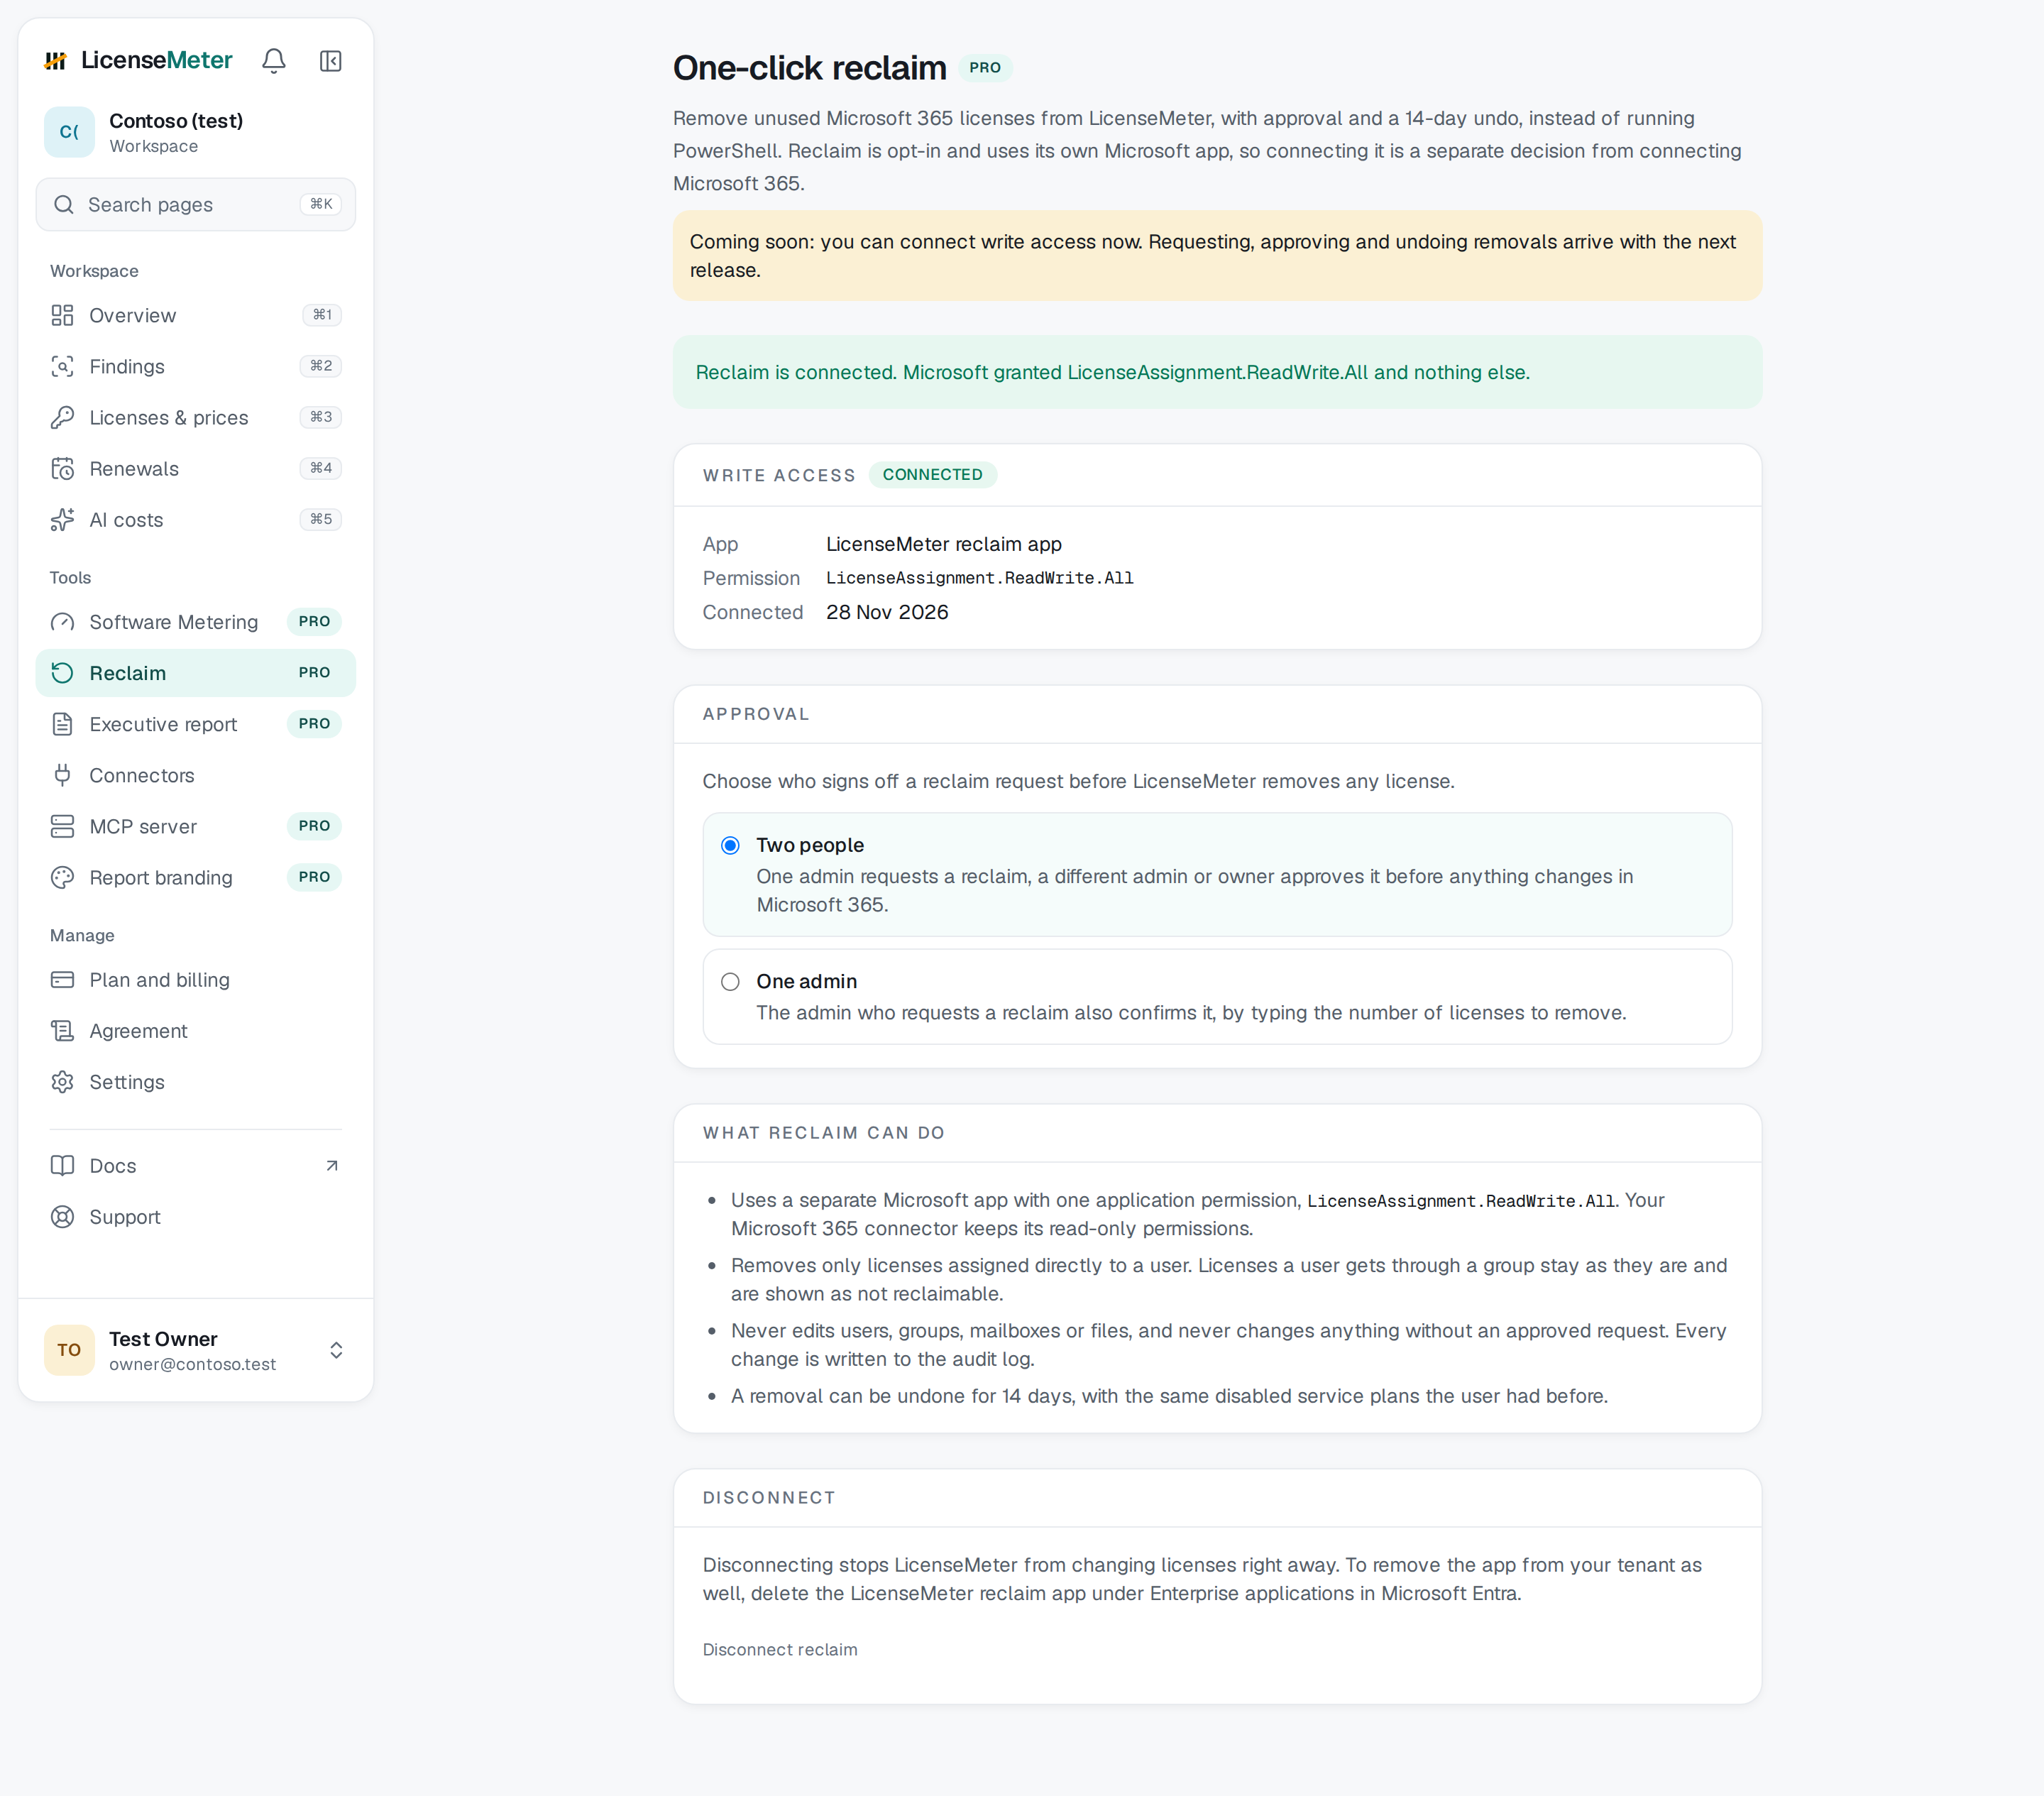 LicenseMeter
C(
Contoso (test)
Workspace
Search pages
⌘K
Workspace
Overview
⌘1
Findings
⌘2
Licenses & prices
⌘3
Renewals
⌘4
AI costs
⌘5
Tools
Software Metering
PRO
Reclaim
PRO
Executive report
PRO
Connectors
MCP server
PRO
Report branding
PRO
Manage
Plan and billing
Agreement
Settings
Docs
Support
TO
Test Owner
owner@contoso.test
One-click reclaim
PRO
Remove unused Microsoft 365 licenses from LicenseMeter, with approval and a 14-day undo, instead of running
PowerShell. Reclaim is opt-in and uses its own Microsoft app, so connecting it is a separate decision from connecting
Microsoft 365.
Coming soon: you can connect write access now. Requesting, approving and undoing removals arrive with the next
release.
Reclaim is connected. Microsoft granted LicenseAssignment.ReadWrite.All and nothing else.
WRITE ACCESS
CONNECTED
App
LicenseMeter reclaim app
Permission
LicenseAssignment.ReadWrite.All
Connected
28 Nov 2026
APPROVAL
Choose who signs off a reclaim request before LicenseMeter removes any license.
Two people
One admin requests a reclaim, a different admin or owner approves it before anything changes in
Microsoft 365.
One admin
The admin who requests a reclaim also confirms it, by typing the number of licenses to remove.
WHAT RECLAIM CAN DO
Uses a separate Microsoft app with one application permission, LicenseAssignment.ReadWrite.All. Your
Microsoft 365 connector keeps its read-only permissions.
Removes only licenses assigned directly to a user. Licenses a user gets through a group stay as they are and
are shown as not reclaimable.
Never edits users, groups, mailboxes or files, and never changes anything without an approved request. Every
change is written to the audit log.
A removal can be undone for 14 days, with the same disabled service plans the user had before.
DISCONNECT
Disconnecting stops LicenseMeter from changing licenses right away. To remove the app from your tenant as
well, delete the LicenseMeter reclaim app under Enterprise applications in Microsoft Entra.
Disconnect reclaim